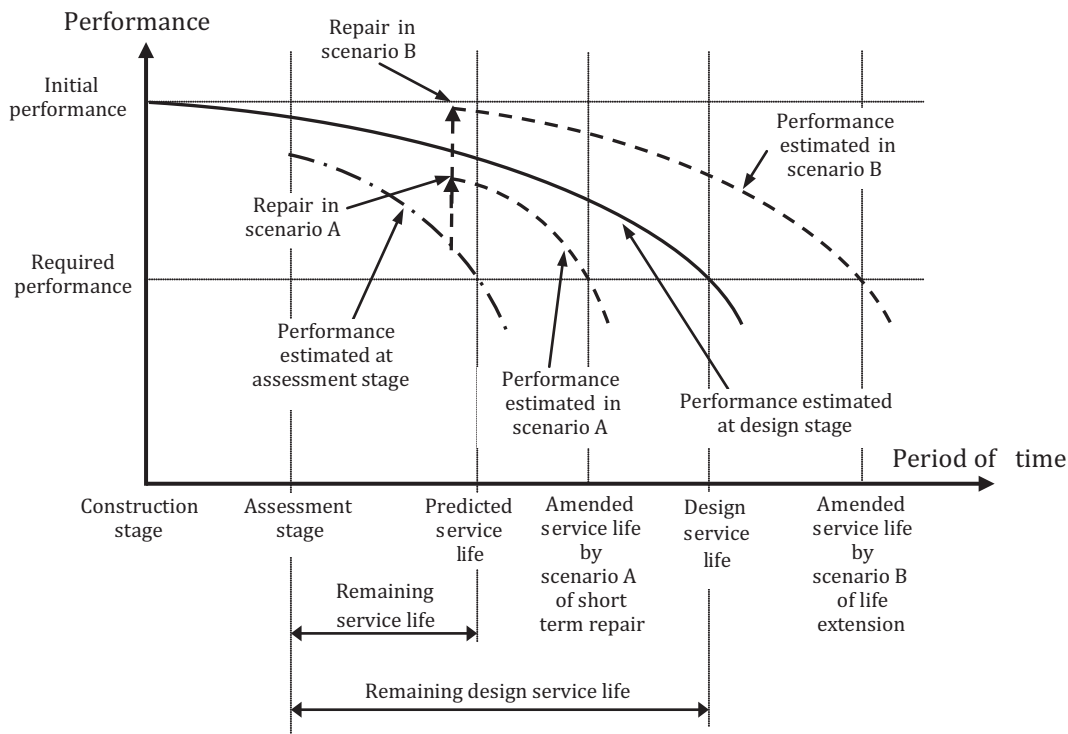 Performance
Repair in
scenario B
Initial
performance
Performance
estimated in
scenario B
Repair in
scenario A
Required
performance
Performance
estimated at
assessment stage
Performance
estimated in
scenario A
Performance estimated
at design stage
Period of time
Construction
stage
Assessment
stage
Predicted
service
life
Amended
service life
by
scenario A
of short
term repair
Design
service
life
Amended
service life
by
scenario B
of life
extension
Remaining
service life
Remaining design service life